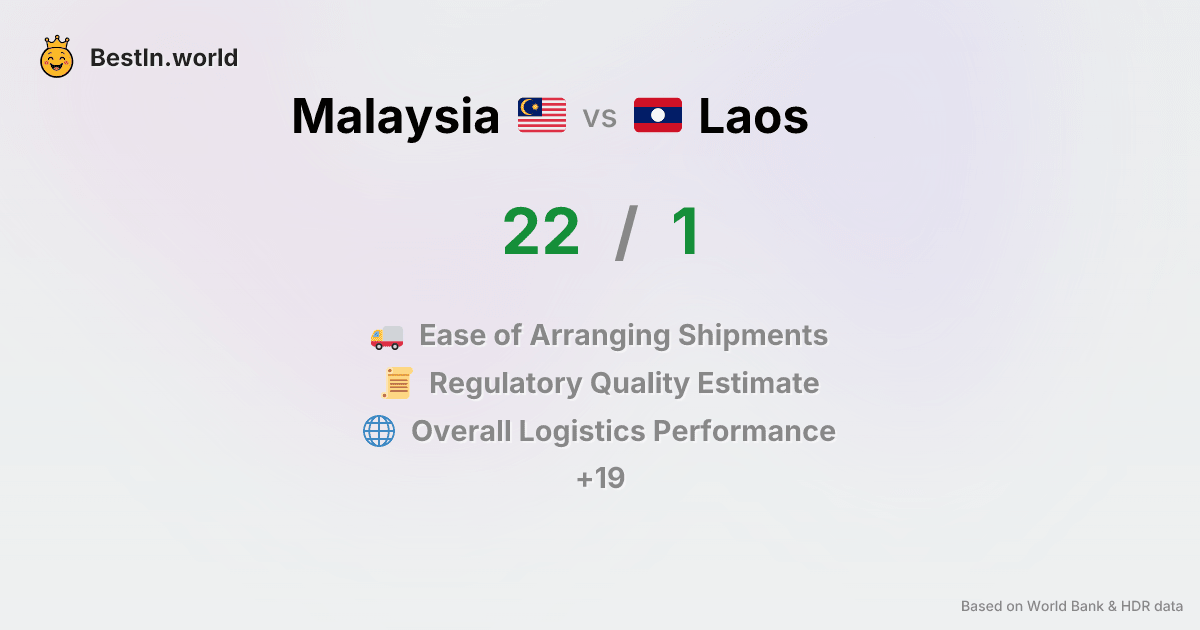 BestIn.world
Malaysia vs Laos
22 / 1
Ease of Arranging Shipments
Regulatory Quality Estimate
Overall Logistics Performance
+19
Based on World Bank & HDR data